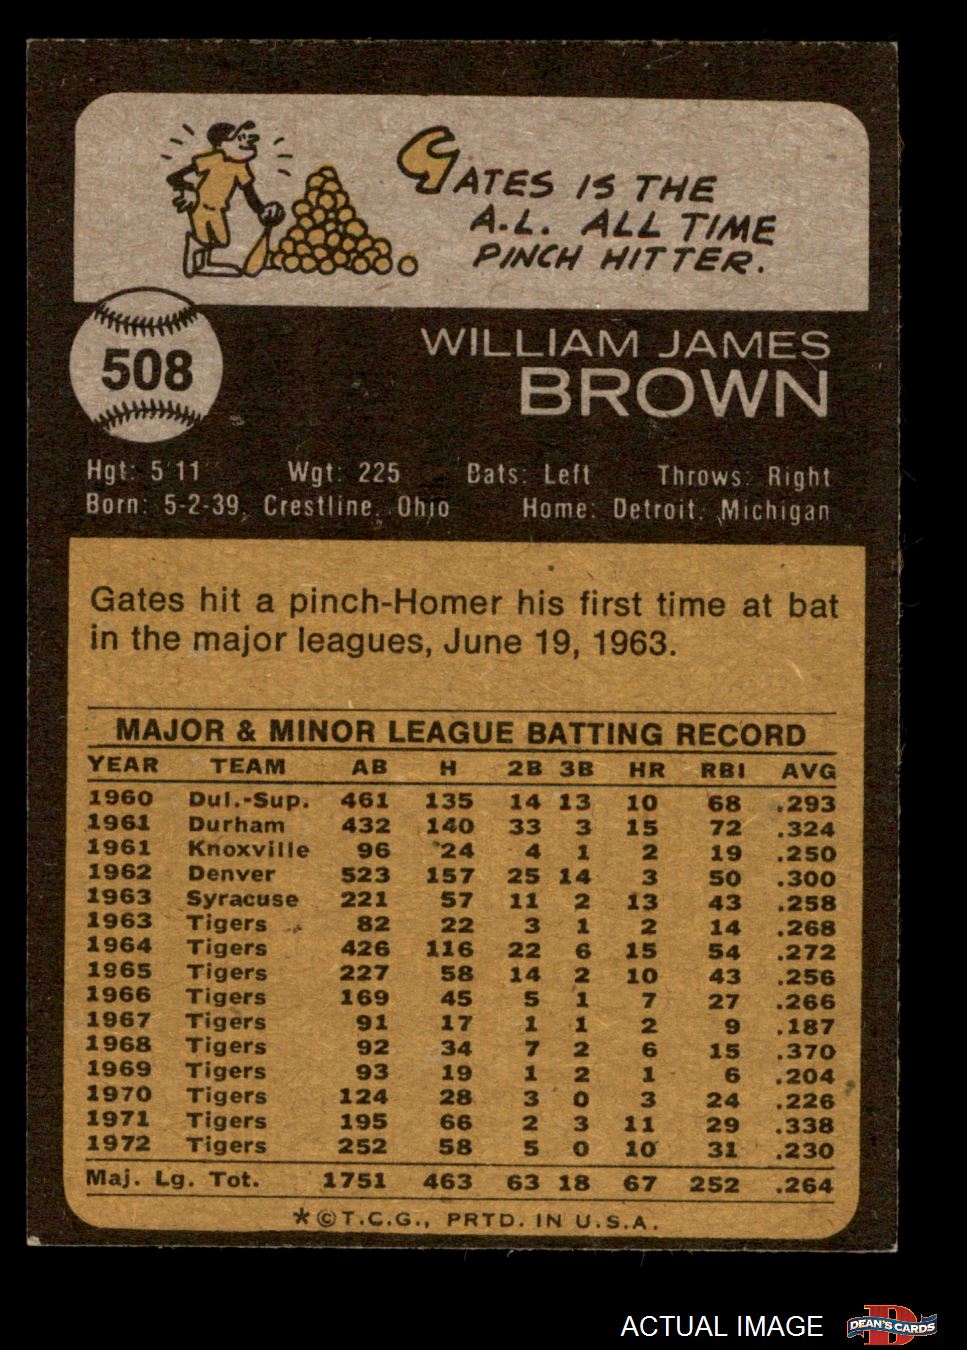 GATES IS THE
A.L. ALL TIME
PINCH HITTER.
508
WILLIAM JAMES
BROWN
Hgt: 5'11" Wgt: 225 Bats: Left Throws: Right
Born: 5-2-39, Crestline, Ohio Home: Detroit, Michigan
Gates hit a pinch-Homer his first time at bat
in the major leagues, June 19, 1963.
MAJOR & MINOR LEAGUE BATTING RECORD
YEAR TEAM AB H 2B 3B HR RBI AVG
1960 Dul.-Sup. 461 135 14 13 10 68 .293
1961 Durham 432 140 33 3 15 72 .324
1961 Knoxville 96 24 4 1 2 19 .250
1962 Denver 523 157 25 14 3 50 .300
1963 Syracuse 221 57 11 2 13 43 .258
1963 Tigers 82 22 3 1 2 14 .268
1964 Tigers 426 116 22 6 15 54 .272
1965 Tigers 227 58 14 2 10 43 .256
1966 Tigers 169 45 5 1 7 27 .266
1967 Tigers 91 17 1 1 2 9 .187
1968 Tigers 92 34 7 2 6 15 .370
1969 Tigers 93 19 1 2 1 6 .204
1970 Tigers 124 28 3 0 3 24 .226
1971 Tigers 195 66 2 3 11 29 .338
1972 Tigers 252 58 5 0 10 31 .230
Maj. Lg. Tot. 1751 463 63 18 67 252 .264
*©T.C.G., PRTD. IN U.S.A.
ACTUAL IMAGE
D
DEAN'S CARDS